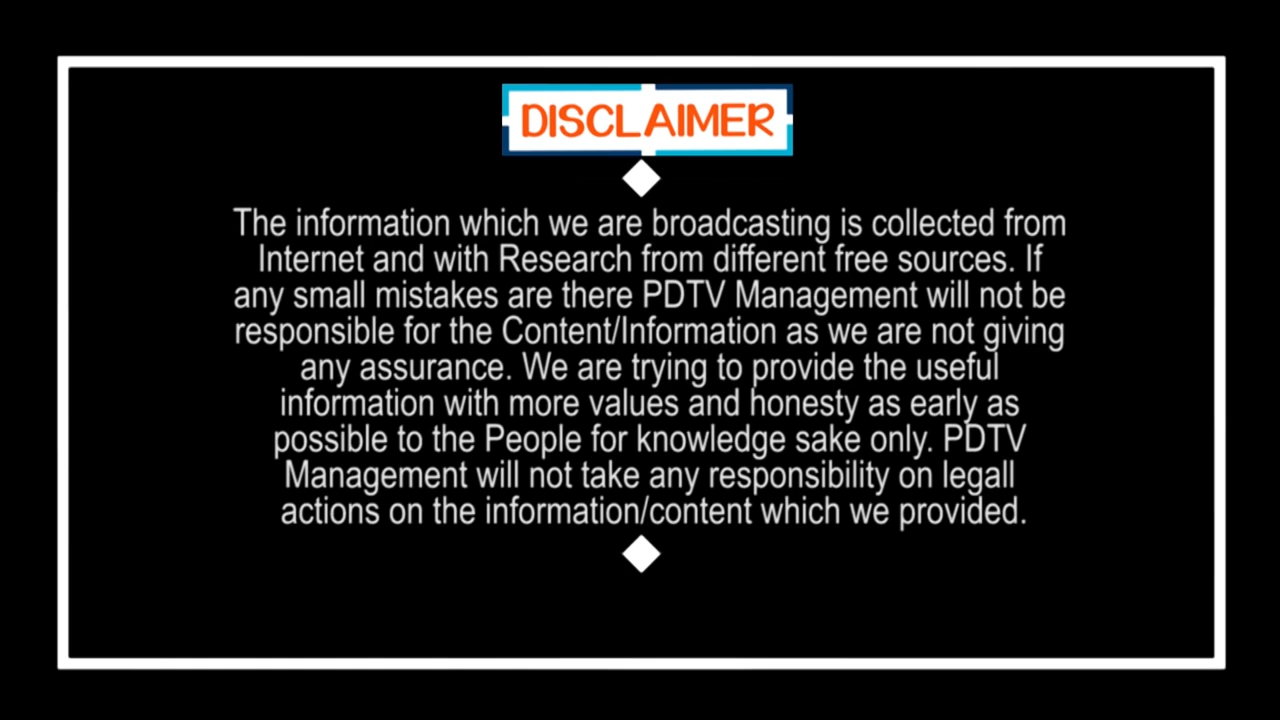 DISCLAIMER
The information which we are broadcasting is collected from
Internet and with Research from different free sources. If
any small mistakes are there PDTV Management will not be
responsible for the Content/Information as we are not giving
any assurance. We are trying to provide the useful
information with more values and honesty as early as
possible to the People for knowledge sake only. PDTV
Management will not take any responsibility on legall
actions on the information/content which we provided.